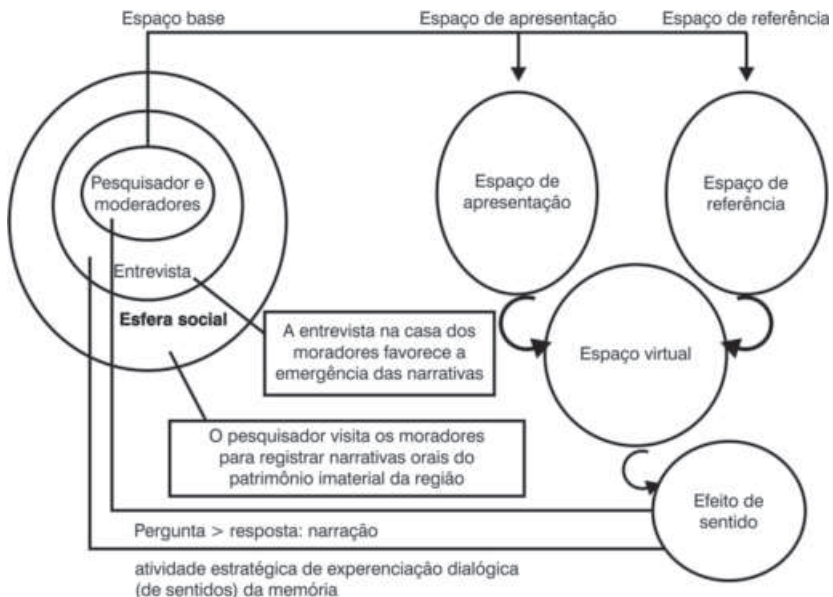 Espaço base
Espaço de apresentação
Espaço de referência
Pesquisador e
moderadores
Entrevista
Esfera social
A entrevista na casa dos
moradores favorece a
emergência das narrativas
O pesquisador visita os moradores
para registrar narrativas orais do
patrimônio imaterial da região
Espaço de
apresentação
Espaço de
referência
Espaço virtual
Efeito de
sentido
Pergunta > resposta: narração
atividade estratégica de experenciação dialógica
(de sentidos) da memória